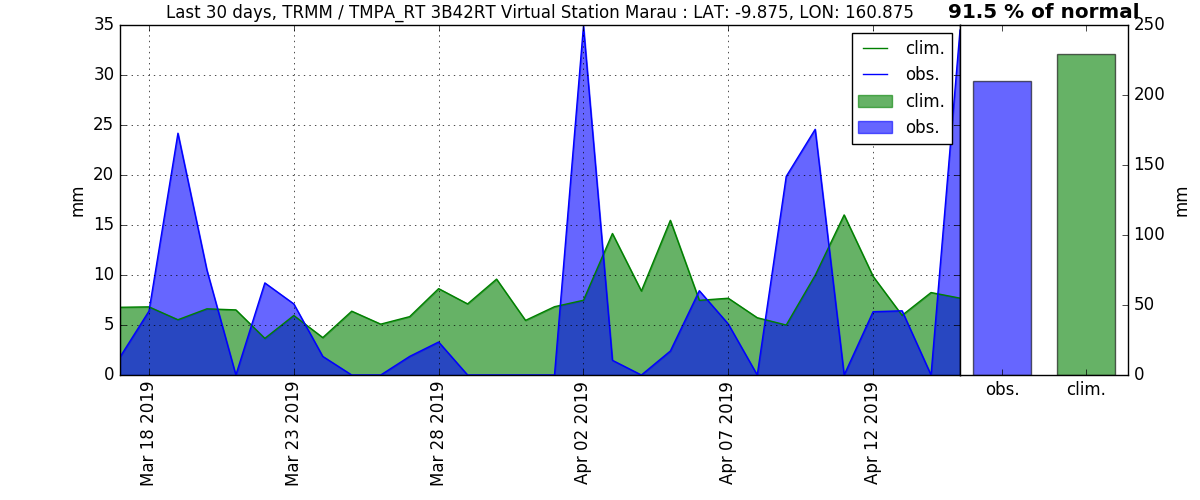 Last 30 days, TRMM / TMPA_RT 3B42RT Virtual Station Marau : LAT: -9.875, LON: 160.875
91.5 % of normal
35
30
25
20
15
10
5
0
mm
clim.
obs.
clim.
obs.
250
200
150
100
50
0
mm
obs.
clim.
Mar 18 2019
Mar 23 2019
Mar 28 2019
Apr 02 2019
Apr 07 2019
Apr 12 2019